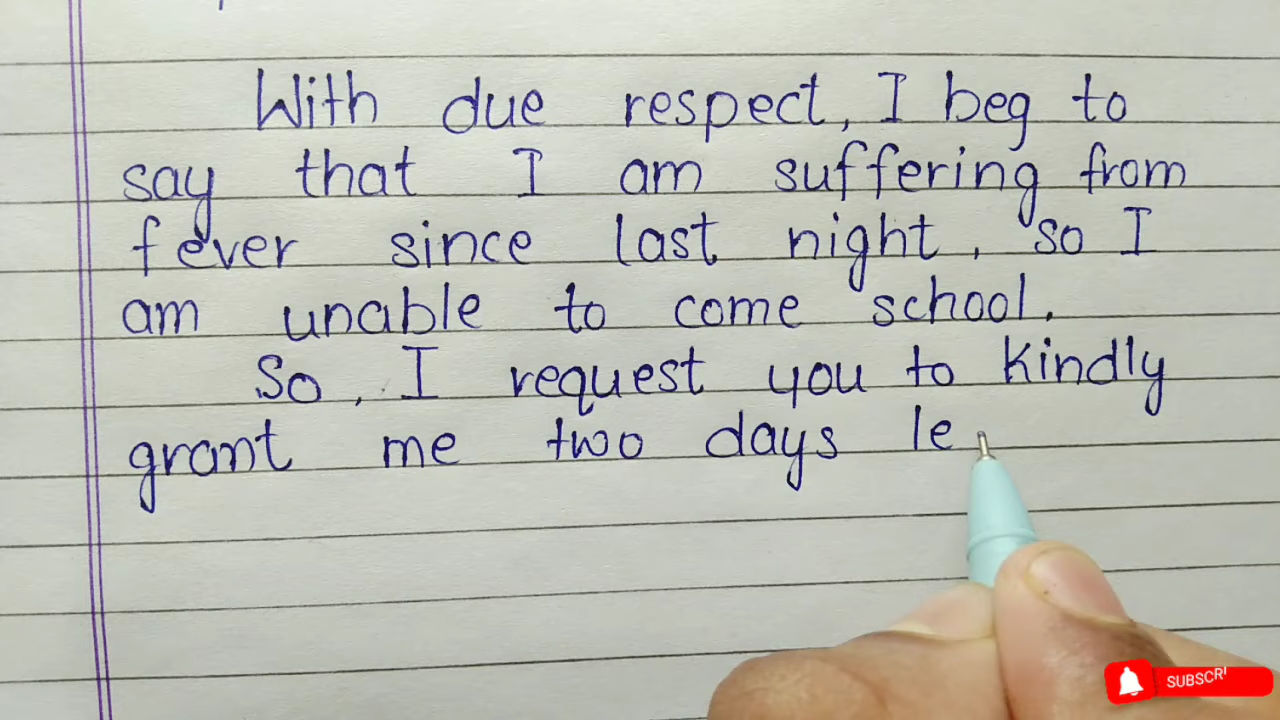 With due respect, I beg to
say that I am suffering from
fever since last night, so I
am unable to come school.
So, I request you to kindly
grant me two days le
SUBSCRI